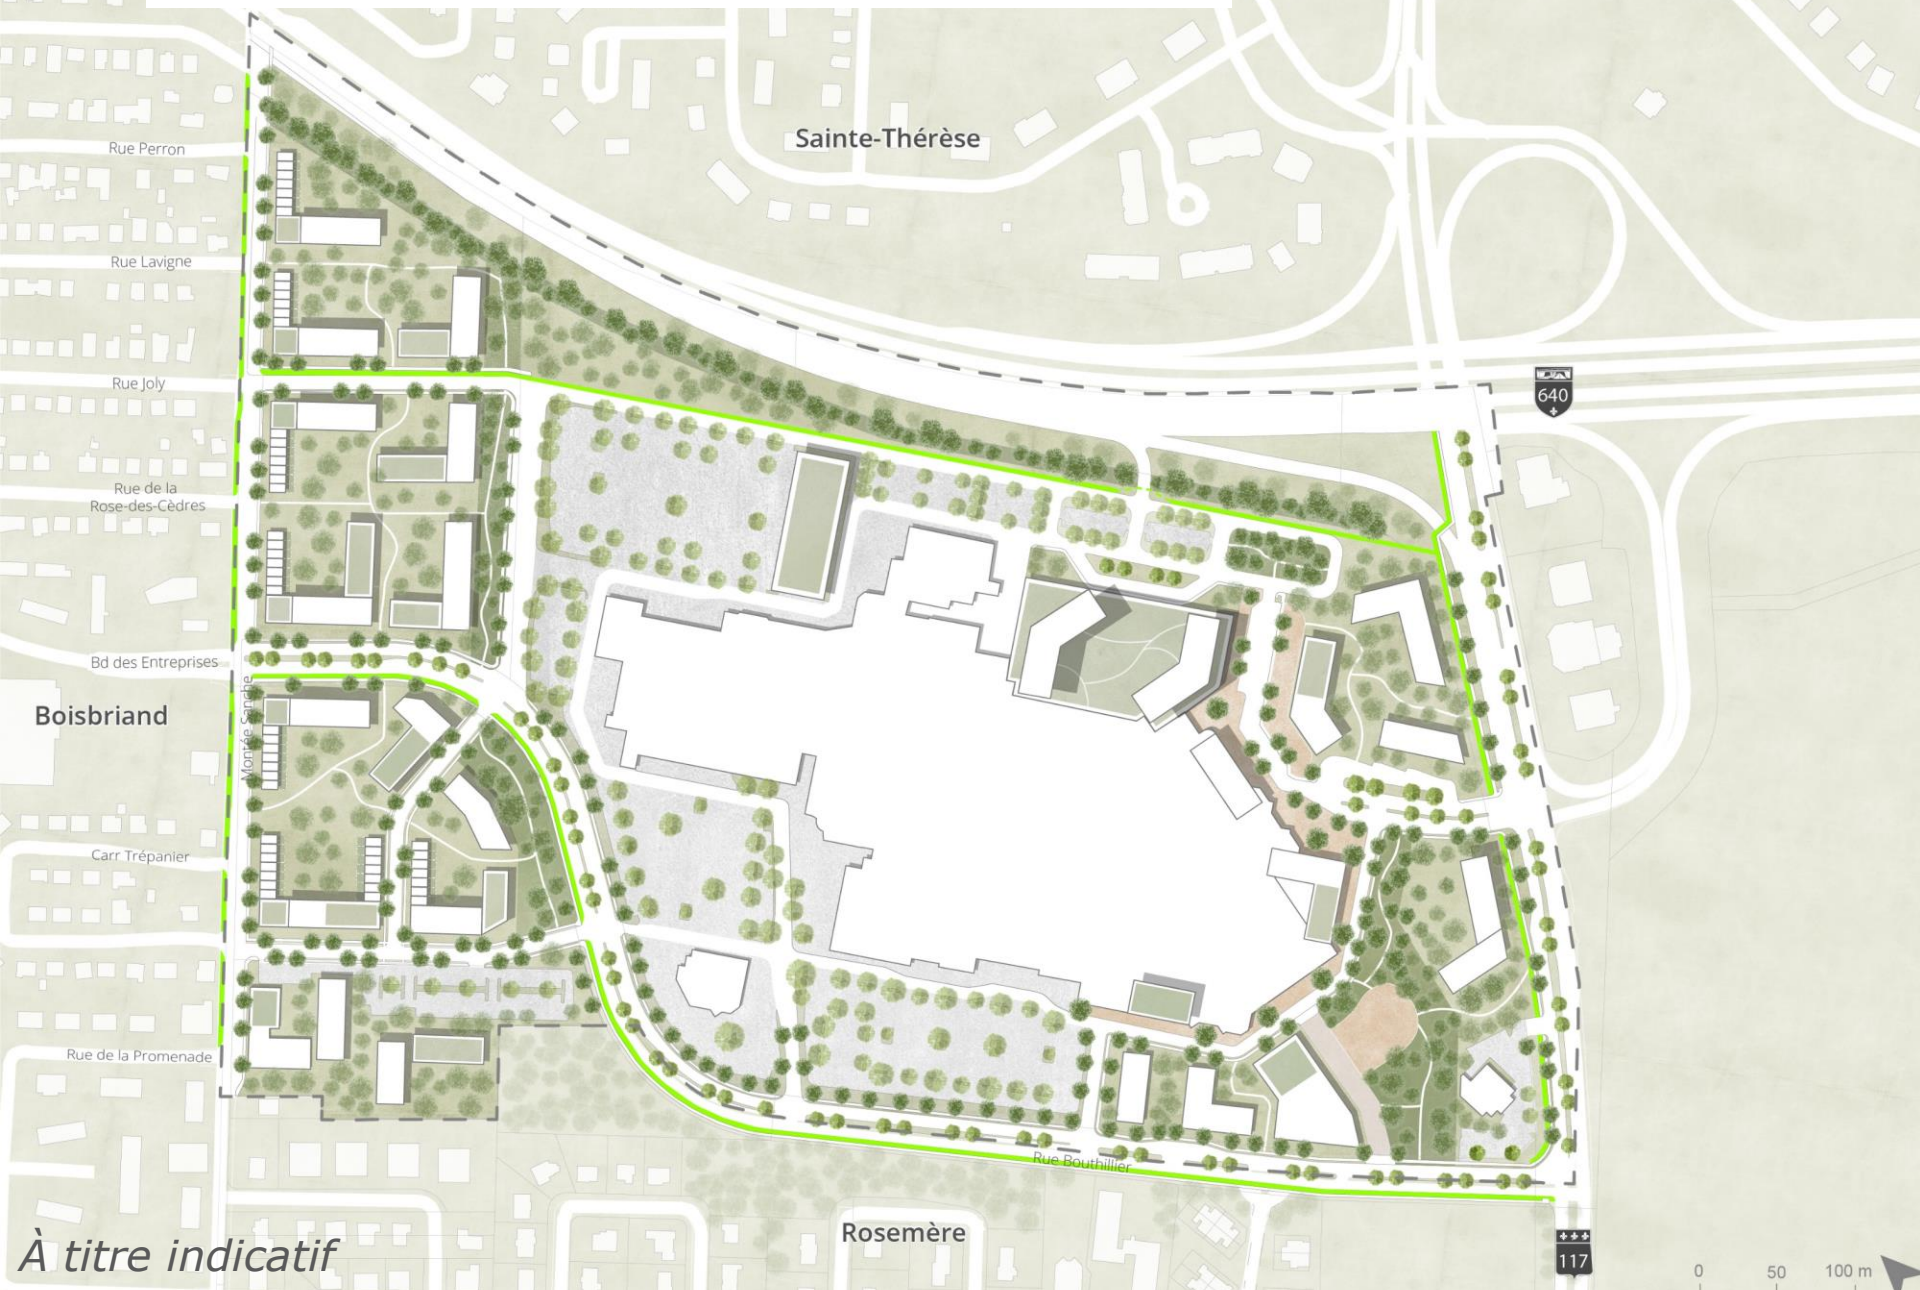 Sainte-Thérèse
Rue Perron
Rue Lavigne
Rue Joly
640
Rue de la
Rose-des-Cèdres
Bd des Entreprises
Montée Sanche
Boisbriand
Carr Trépanier
Rue de la Promenade
Rue Bouthillier
Rosemère
À titre indicatif
117
0 50 100 m